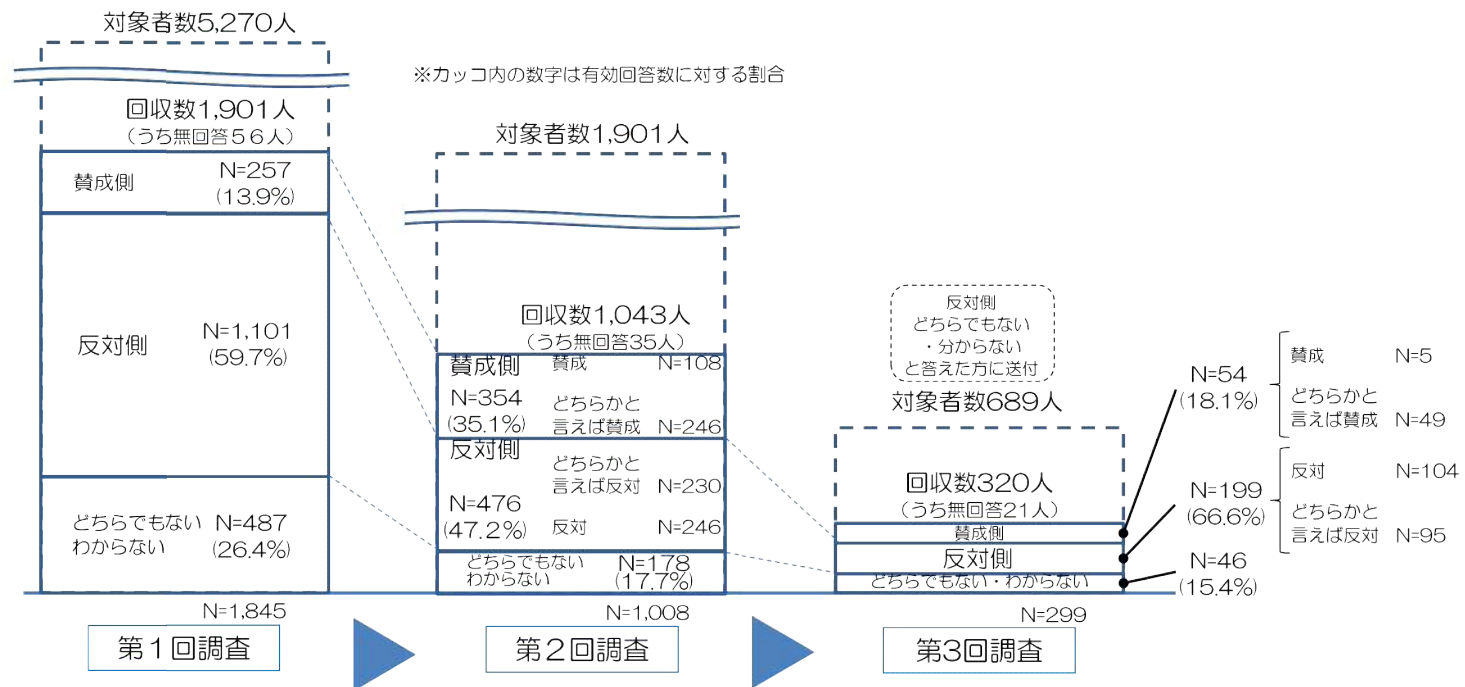 対象者数5,270人
※カッコ内の数字は有効回答数に対する割合
回収数1,901人
（うち無回答５６人）
賛成側 N=257
(13.9%)
反対側 N=1,101
(59.7%)
どちらでもない
わからない
N=487
(26.4%)
N=1,845
第１回調査
対象者数1,901人
回収数1,043人
（うち無回答35人）
賛成側
N=354
(35.1%)
賛成 N=108
どちらかと
言えば賛成 N=246
反対側
N=476
(47.2%)
どちらかと
言えば反対 N=230
反対 N=246
どちらでもない
わからない
N=178
(17.7%)
N=1,008
第２回調査
反対側
どちらでもない
・分からない
と答えた方に送付
対象者数689人
回収数320人
（うち無回答21人）
賛成側
反対側
どちらでもない・わからない
N=54
(18.1%)
賛成 N=5
どちらかと
言えば賛成 N=49
N=199
(66.6%)
反対 N=104
どちらかと
言えば反対 N=95
N=46
(15.4%)
N=299
第3回調査